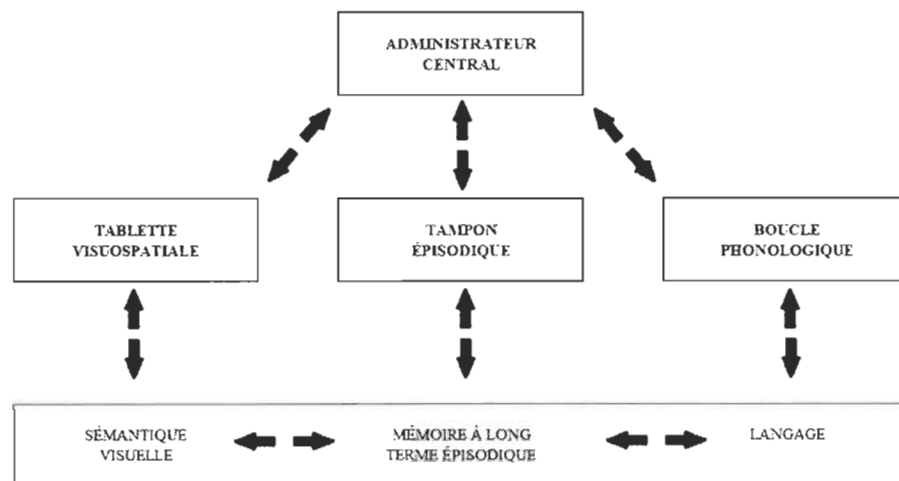 ADMINISTRATEUR
CENTRAL
TABLETTE
VISUOSPATIALE
TAMPON
ÉPISODIQUE
BOUCLE
PHONOLOGIQUE
SÉMANTIQUE
VISUELLE
MÉMOIRE À LONG
TERME ÉPISODIQUE
LANGAGE